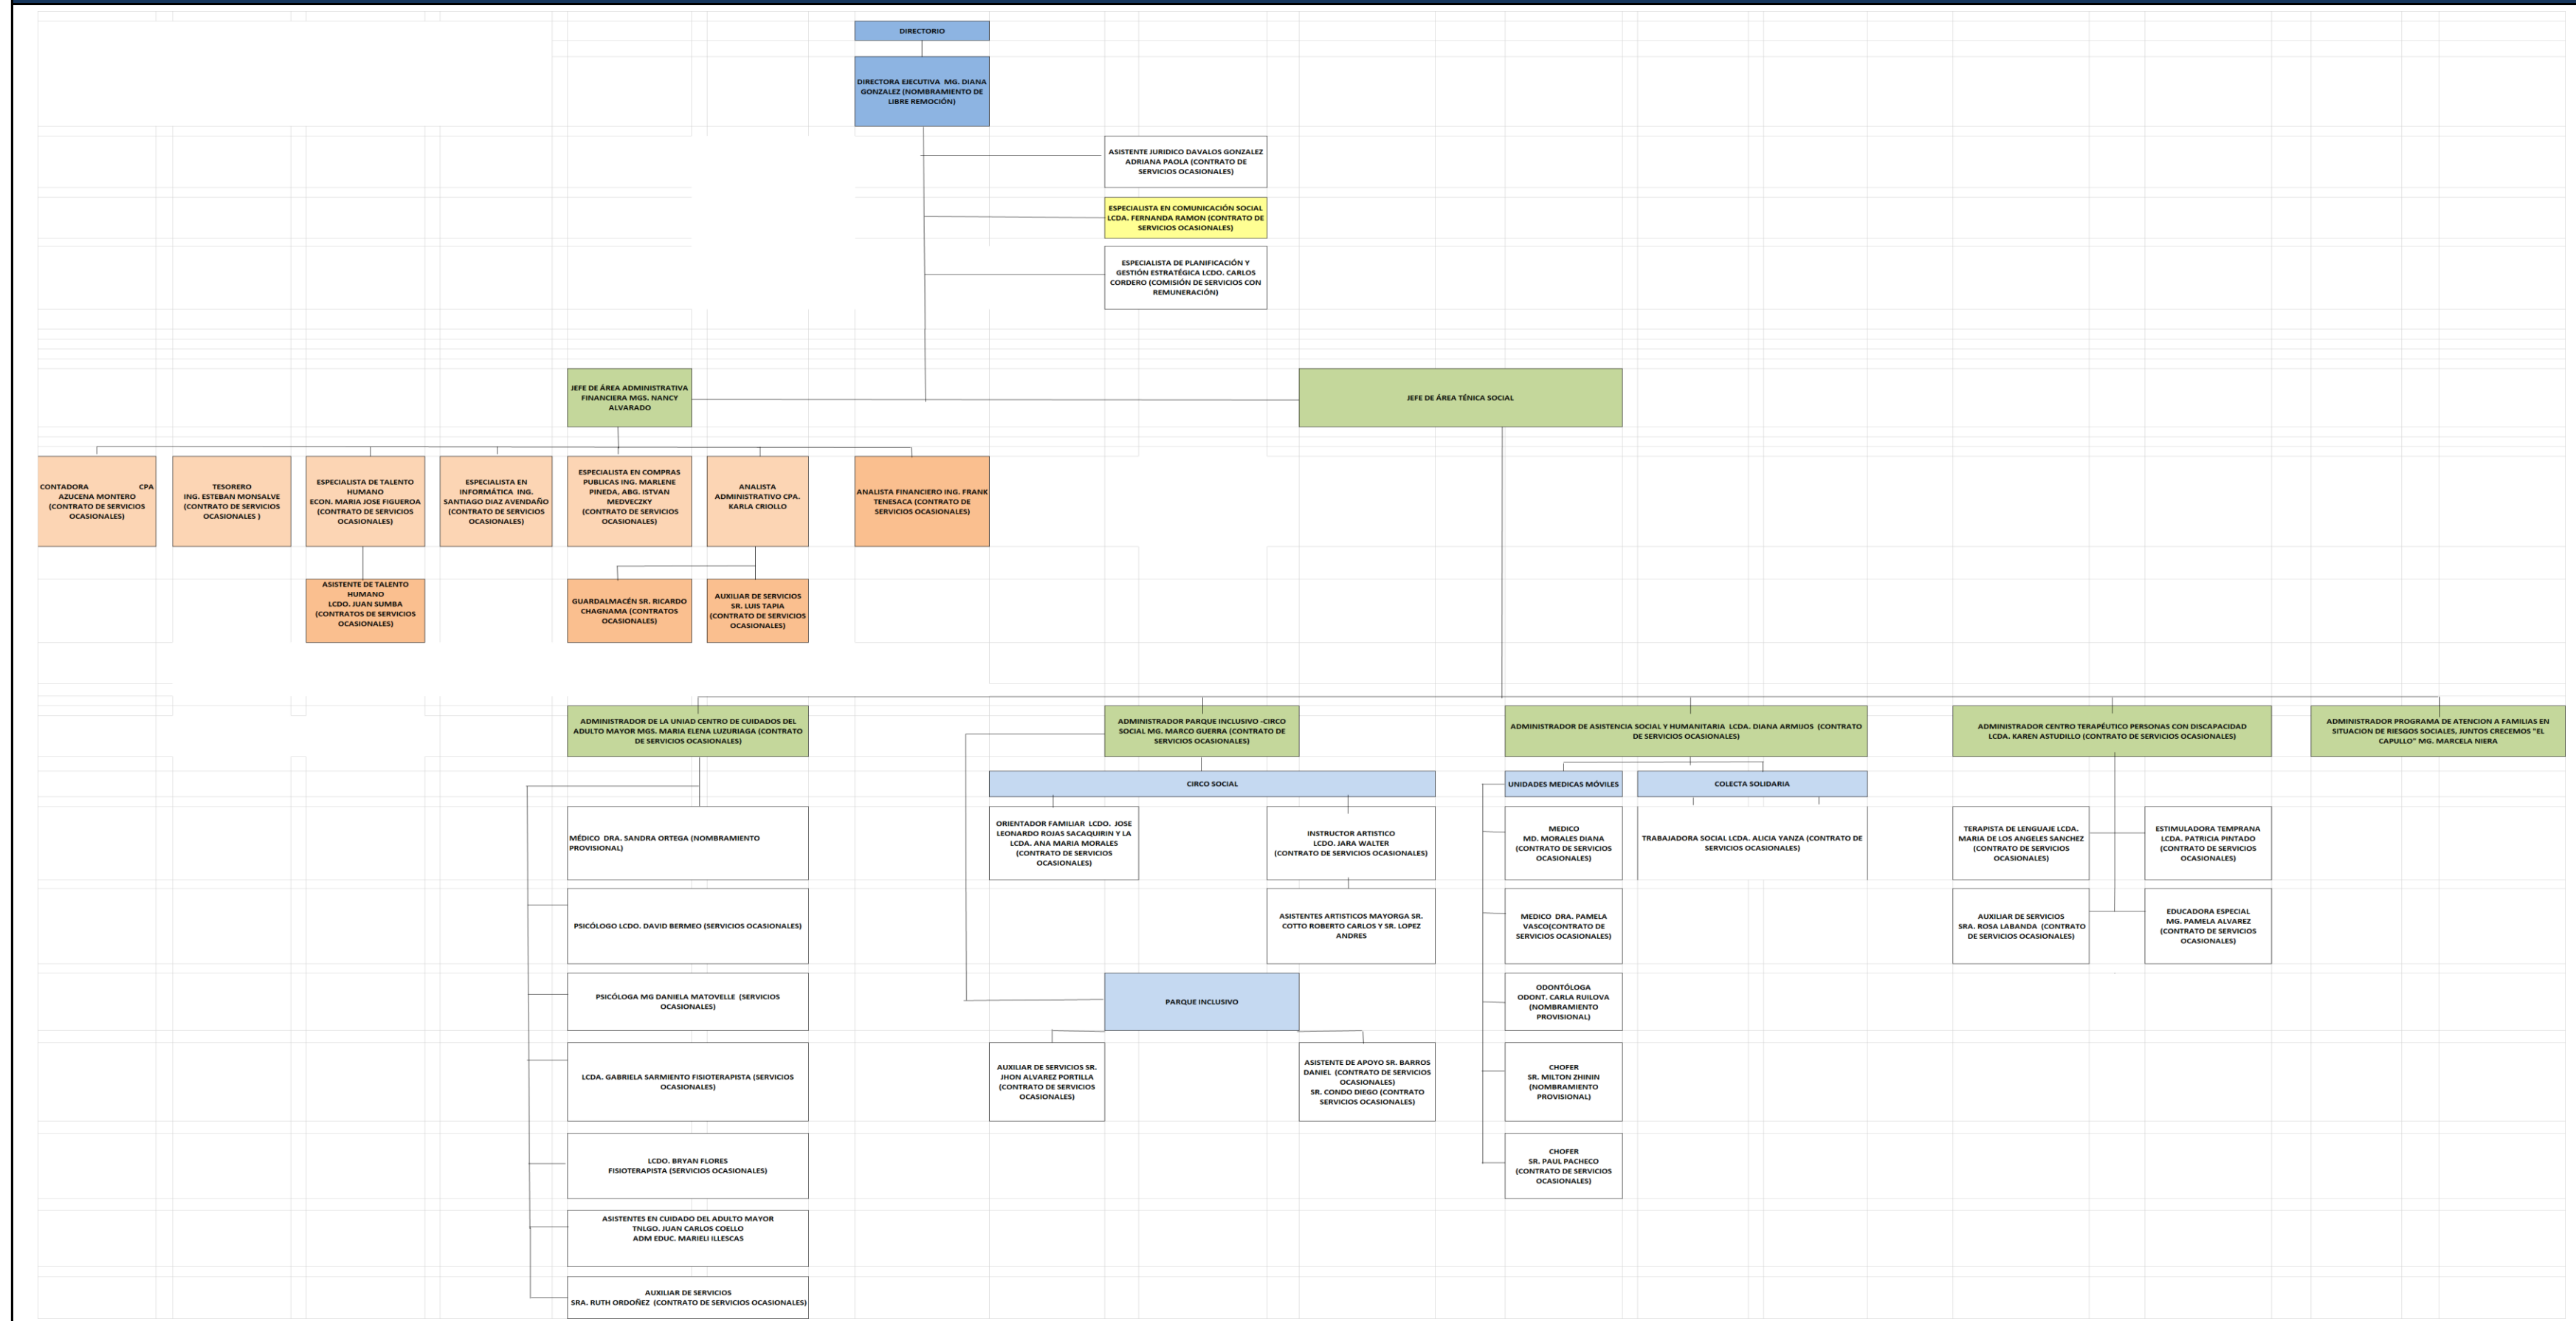 DIRECTORIO
DIRECTORA EJECUTIVA  MG. DIANA
GONZALEZ (NOMBRAMIENTO DE
LIBRE REMOCIÓN)
ASISTENTE JURIDICO DAVALOS GONZALEZ
ADRIANA PAOLA (CONTRATO DE
SERVICIOS OCASIONALES)
ESPECIALISTA EN COMUNICACIÓN SOCIAL
LCDA. FERNANDA RAMON (CONTRATO DE
SERVICIOS OCASIONALES)
ESPECIALISTA DE PLANIFICACIÓN Y
GESTIÓN ESTRATÉGICA LCDO. CARLOS
CORDERO (COMISIÓN DE SERVICIOS CON
REMUNERACIÓN)
JEFE DE ÁREA ADMINISTRATIVA
FINANCIERA MGS. NANCY
ALVARADO
JEFE DE ÁREA TÉNICA SOCIAL
CONTADORA CPA
AZUCENA MONTERO
(CONTRATO DE SERVICIOS
OCASIONALES)
TESORERO
ING. ESTEBAN MONSALVE
(CONTRATO DE SERVICIOS
OCASIONALES )
ESPECIALISTA DE TALENTO
HUMANO
ECON. MARIA JOSE FIGUEROA
(CONTRATO DE SERVICIOS
OCASIONALES)
ESPECIALISTA EN
INFORMÁTICA  ING.
SANTIAGO DIAZ AVENDAÑO
(CONTRATO DE SERVICIOS
OCASIONALES)
ESPECIALISTA EN COMPRAS
PUBLICAS ING. MARLENE
PINEDA, ABG. ISTVAN
MEDVECZKY
(CONTRATO DE SERVICIOS
OCASIONALES)
ANALISTA
ADMINISTRATIVO CPA.
KARLA CRIOLLO
ANALISTA FINANCIERO ING. FRANK
TENESACA (CONTRATO DE
SERVICIOS OCASIONALES)
ASISTENTE DE TALENTO
HUMANO
LCDO. JUAN SUMBA
(CONTRATOS DE SERVICIOS
OCASIONALES)
GUARDALMACÉN SR. RICARDO
CHAGNAMA (CONTRATOS
OCASIONALES)
AUXILIAR DE SERVICIOS
SR. LUIS TAPIA
(CONTRATO DE SERVICIOS
OCASIONALES)
ADMINISTRADOR DE LA UNIAD CENTRO DE CUIDADOS DEL
ADULTO MAYOR MGS. MARIA ELENA LUZURIAGA (CONTRATO
DE SERVICIOS OCASIONALES)
ADMINISTRADOR PARQUE INCLUSIVO -CIRCO
SOCIAL MG. MARCO GUERRA (CONTRATO DE
SERVICIOS OCASIONALES)
ADMINISTRADOR DE ASISTENCIA SOCIAL Y HUMANITARIA  LCDA. DIANA ARMIJOS  (CONTRATO
DE SERVICIOS OCASIONALES)
ADMINISTRADOR CENTRO TERAPÉUTICO PERSONAS CON DISCAPACIDAD
LCDA. KAREN ASTUDILLO (CONTRATO DE SERVICIOS OCASIONALES)
ADMINISTRADOR PROGRAMA DE ATENCION A FAMILIAS EN
SITUACION DE RIESGOS SOCIALES, JUNTOS CRECEMOS "EL
CAPULLO" MG. MARCELA NIERA
CIRCO SOCIAL
UNIDADES MEDICAS MÓVILES
COLECTA SOLIDARIA
MÉDICO  DRA. SANDRA ORTEGA (NOMBRAMIENTO
PROVISIONAL)
ORIENTADOR FAMILIAR  LCDO.  JOSE
LEONARDO ROJAS SACAQUIRIN Y LA
LCDA. ANA MARIA MORALES
(CONTRATO DE SERVICIOS
OCASIONALES)
INSTRUCTOR ARTISTICO
LCDO. JARA WALTER
(CONTRATO DE SERVICIOS OCASIONALES)
MEDICO
MD. MORALES DIANA
(CONTRATO DE SERVICIOS
OCASIONALES)
TRABAJADORA SOCIAL LCDA. ALICIA YANZA (CONTRATO DE
SERVICIOS OCASIONALES)
TERAPISTA DE LENGUAJE LCDA.
MARIA DE LOS ANGELES SANCHEZ
(CONTRATO DE SERVICIOS
OCASIONALES)
ESTIMULADORA TEMPRANA
LCDA. PATRICIA PINTADO
(CONTRATO DE SERVICIOS
OCASIONALES)
PSICÓLOGO LCDO. DAVID BERMEO (SERVICIOS OCASIONALES)
ASISTENTES ARTISTICOS MAYORGA SR.
COTTO ROBERTO CARLOS Y SR. LOPEZ
ANDRES
MEDICO  DRA. PAMELA
VASCO(CONTRATO DE
SERVICIOS OCASIONALES)
AUXILIAR DE SERVICIOS
SRA. ROSA LABANDA  (CONTRATO
DE SERVICIOS OCASIONALES)
EDUCADORA ESPECIAL
MG. PAMELA ALVAREZ
(CONTRATO DE SERVICIOS
OCASIONALES)
PSICÓLOGA MG DANIELA MATOVELLE  (SERVICIOS
OCASIONALES)
PARQUE INCLUSIVO
ODONTÓLOGA
ODONT. CARLA RUILOVA
(NOMBRAMIENTO
PROVISIONAL)
LCDA. GABRIELA SARMIENTO FISIOTERAPISTA (SERVICIOS
OCASIONALES)
AUXILIAR DE SERVICIOS SR.
JHON ALVAREZ PORTILLA
(CONTRATO DE SERVICIOS
OCASIONALES)
ASISTENTE DE APOYO SR. BARROS
DANIEL  (CONTRATO DE SERVICIOS
OCASIONALES)
SR. CONDO DIEGO (CONTRATO
SERVICIOS OCASIONALES)
CHOFER
SR. MILTON ZHININ
(NOMBRAMIENTO
PROVISIONAL)
LCDO. BRYAN FLORES
FISIOTERAPISTA (SERVICIOS OCASIONALES)
CHOFER
SR. PAUL PACHECO
(CONTRATO DE SERVICIOS
OCASIONALES)
ASISTENTES EN CUIDADO DEL ADULTO MAYOR
TNLGO. JUAN CARLOS COELLO
ADM EDUC. MARIELI ILLESCAS
AUXILIAR DE SERVICIOS
SRA. RUTH ORDOÑEZ  (CONTRATO DE SERVICIOS OCASIONALES)